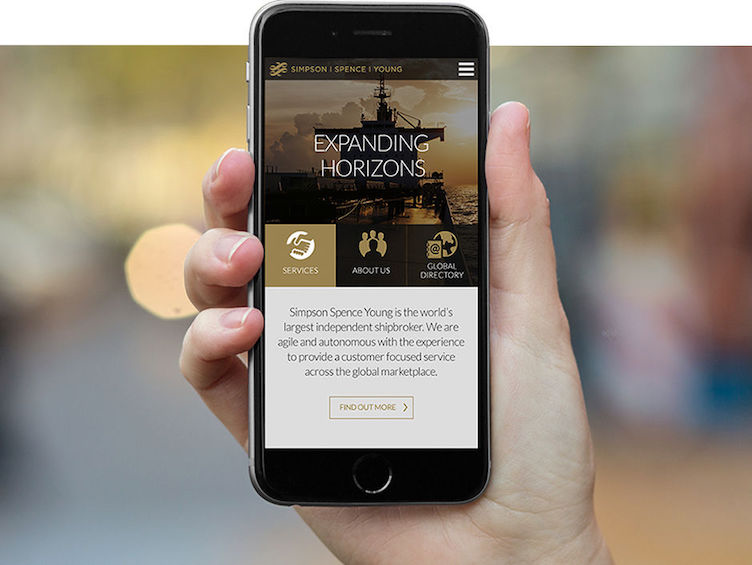 SIMPSON | SPENCE | YOUNG
EXPANDING
HORIZONS
SERVICES
ABOUT US
GLOBAL
DIRECTORY
Simpson Spence Young is the world's
largest independent shipbroker. We are
agile and autonomous with the experience
to provide a customer focused service
across the global marketplace.
FIND OUT MORE